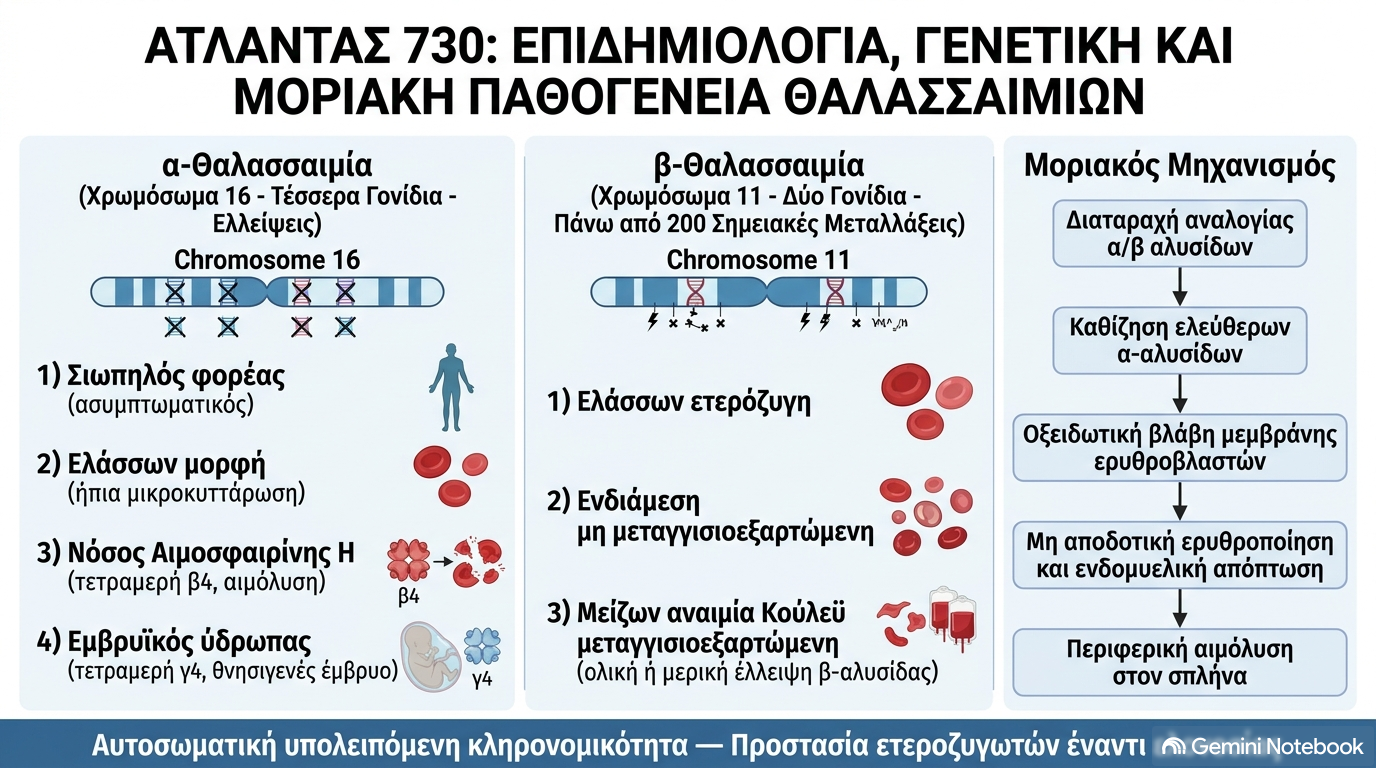 ΑΤΛΑΝΤΑΣ 730: ΕΠΙΔΗΜΙΟΛΟΓΙΑ, ΓΕΝΕΤΙΚΗ ΚΑΙ
ΜΟΡΙΑΚΗ ΠΑΘΟΓΕΝΕΙΑ ΘΑΛΑΣΣΑΙΜΙΩΝ
α-Θαλασσαιμία
(Χρωμόσωμα 16 - Τέσσερα Γονίδια -
Ελλείψεις)
Chromosome 16
1) Σιωπηλός φορέας
(ασυμπτωματικός)
2) Ελάσσων μορφή
(ήπια μικροκυττάρωση)
3) Νόσος Αιμοσφαιρίνης Η
(τετραμερή β4, αιμόλυση)
β4
4) Εμβρυϊκός ύδρωπας
(τετραμερή γ4, θνησιγενές έμβρυο)
γ4
β-Θαλασσαιμία
(Χρωμόσωμα 11 - Δύο Γονίδια -
Πάνω από 200 Σημειακές Μεταλλάξεις)
Chromosome 11
1) Ελάσσων ετερόζυγη
2) Ενδιάμεση
μη μεταγγισιοεξαρτώμενη
3) Μείζων αναιμία Κούλεϋ
μεταγγισιοεξαρτώμενη
(ολική ή μερική έλλειψη β-αλυσίδας)
Μοριακός Μηχανισμός
Διαταραχή αναλογίας
α/β αλυσίδων
Καθίζηση ελεύθερων
α-αλυσίδων
Οξειδωτική βλάβη μεμβράνης
ερυθροβλαστών
Μη αποδοτική ερυθροποίηση
και ενδομυελική απόπτωση
Περιφερική αιμόλυση
στον σπλήνα
Αυτοσωματική υπολειπόμενη κληρονομικότητα — Προστασία ετεροζυγωτών έναντι
Gemini Notebook